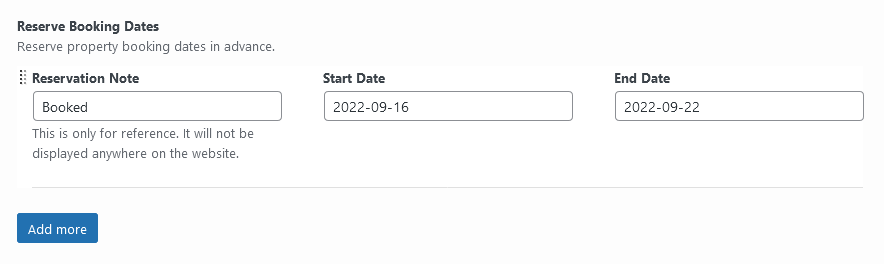 Reserve Booking Dates
Reserve property booking dates in advance.
Reservation Note
Start Date
End Date
Booked
2022-09-16
2022-09-22
This is only for reference. It will not be
displayed anywhere on the website.
Add more